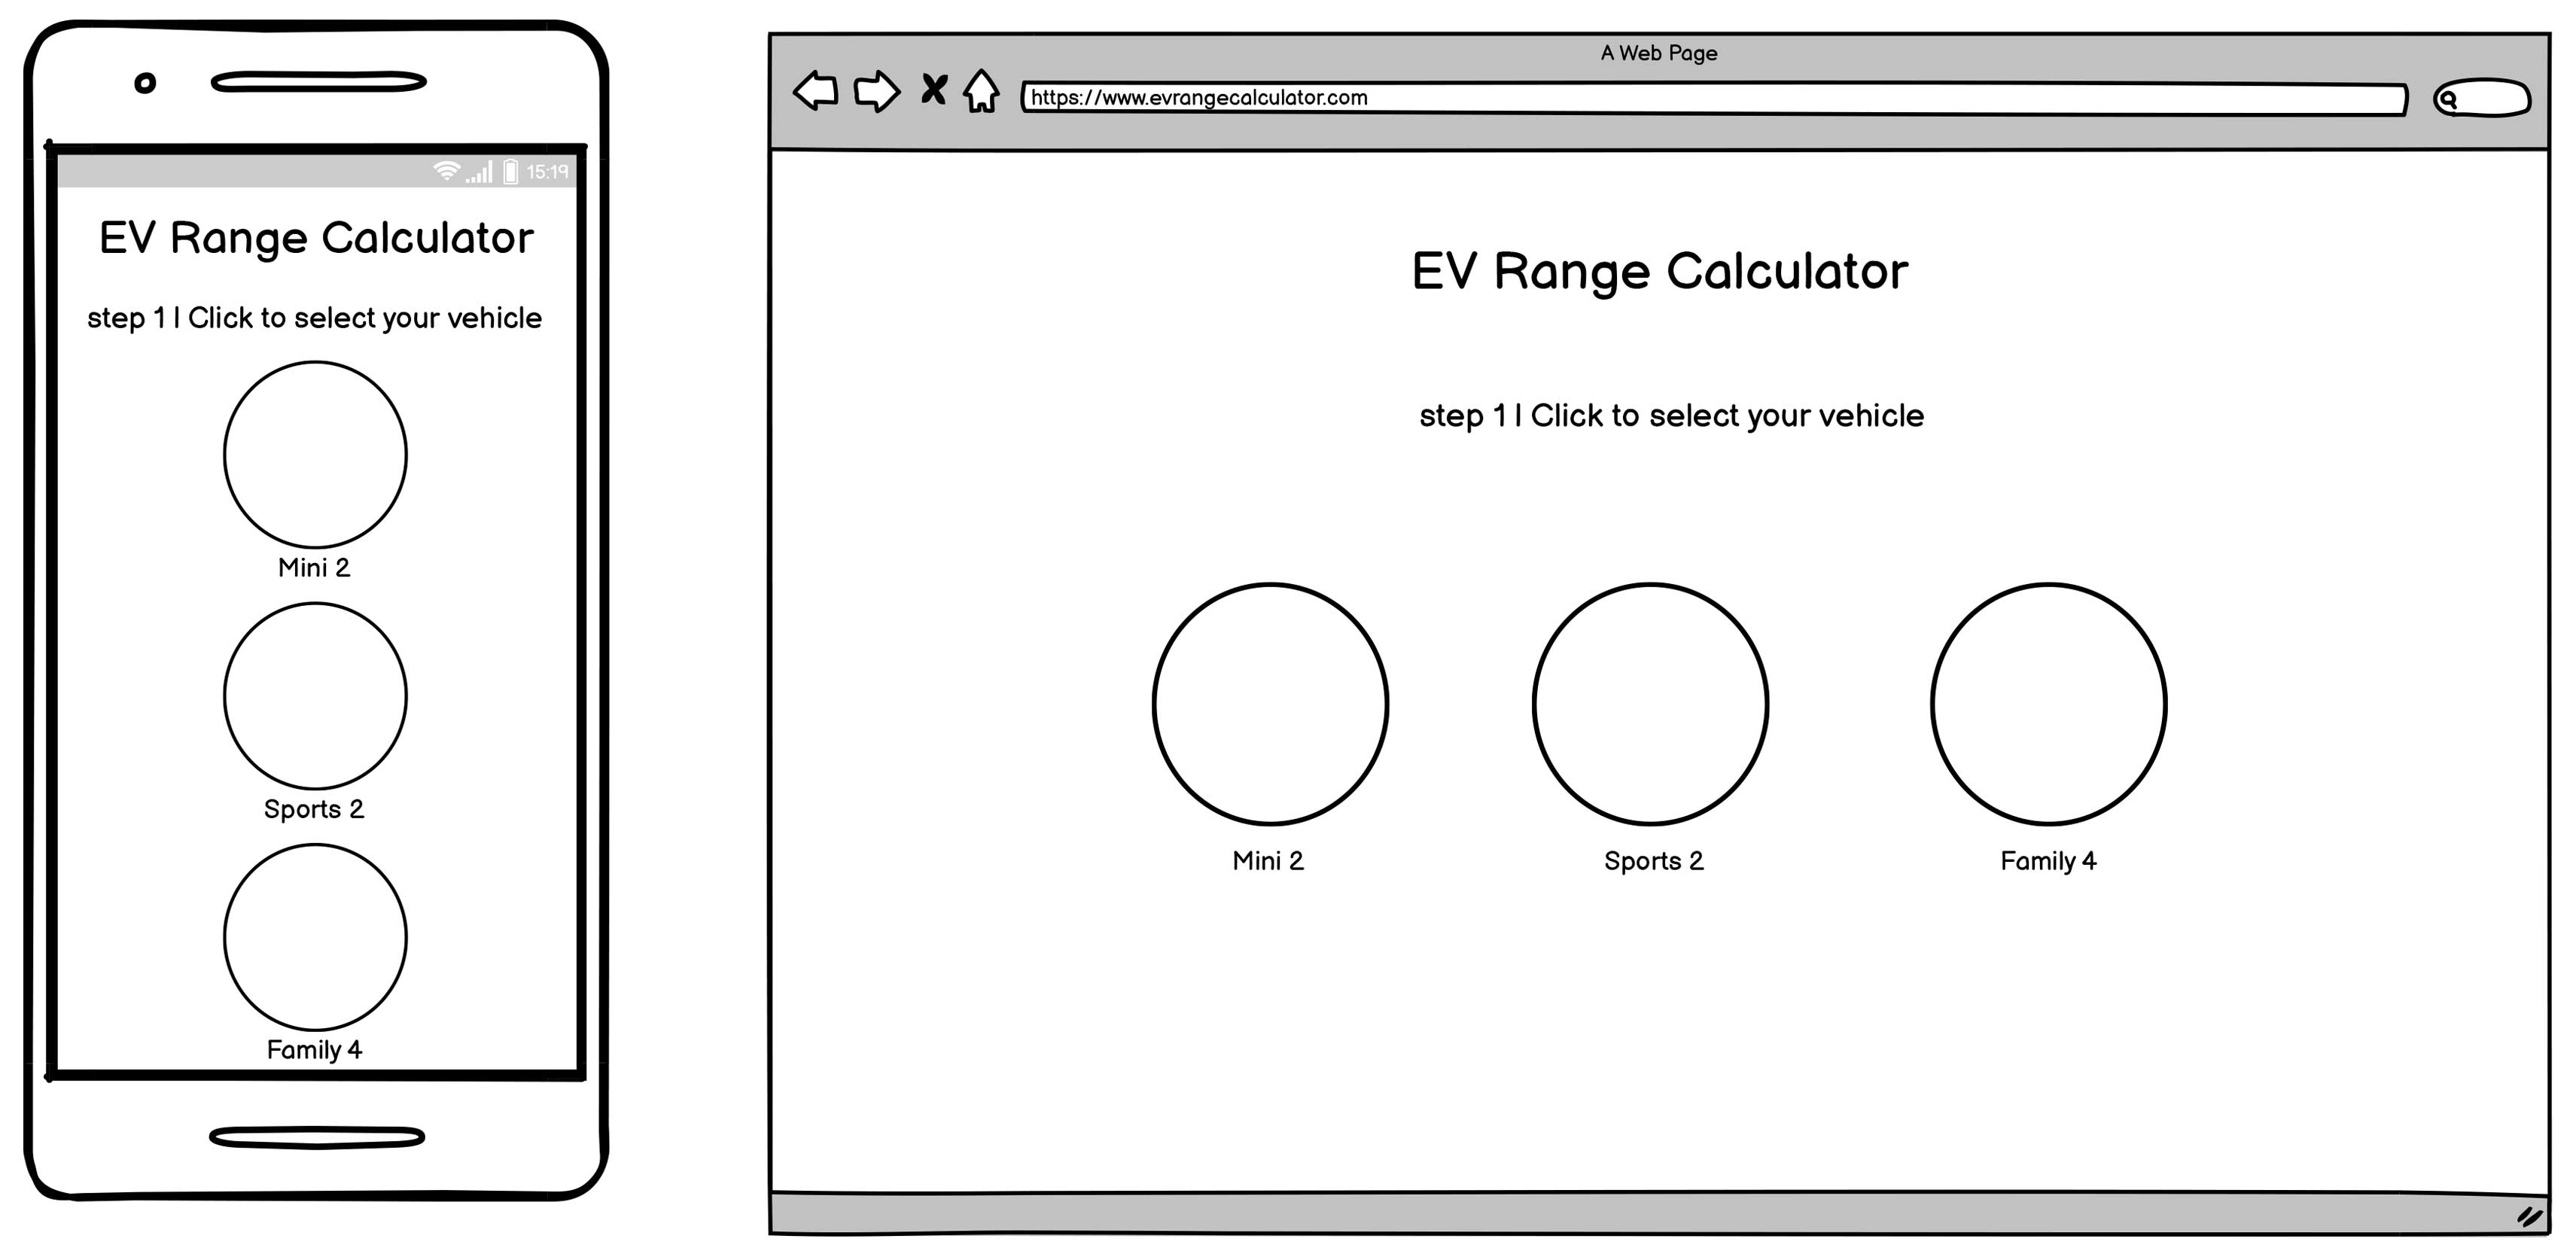 15:19
EV Range Calculator
step 1 | Click to select your vehicle
Mini 2
Sports 2
Family 4
A Web Page
https://www.evrangecalculator.com
EV Range Calculator
step 1 | Click to select your vehicle
Mini 2
Sports 2
Family 4